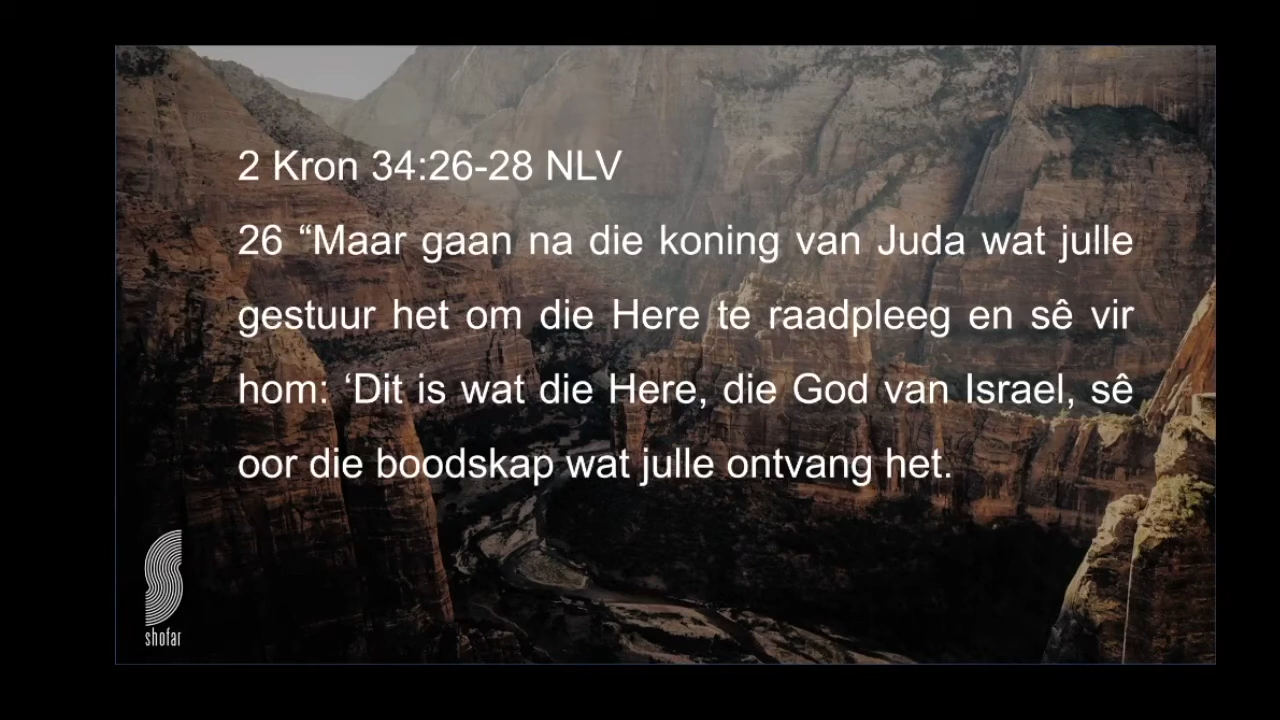 2 Kron 34:26-28 NLV
26 “Maar gaan na die koning van Juda wat julle
gestuur het om die Here te raadpleeg en sê vir
hom: ‘Dit is wat die Here, die God van Israel, sê
oor die boodskap wat julle ontvang het.
shofar